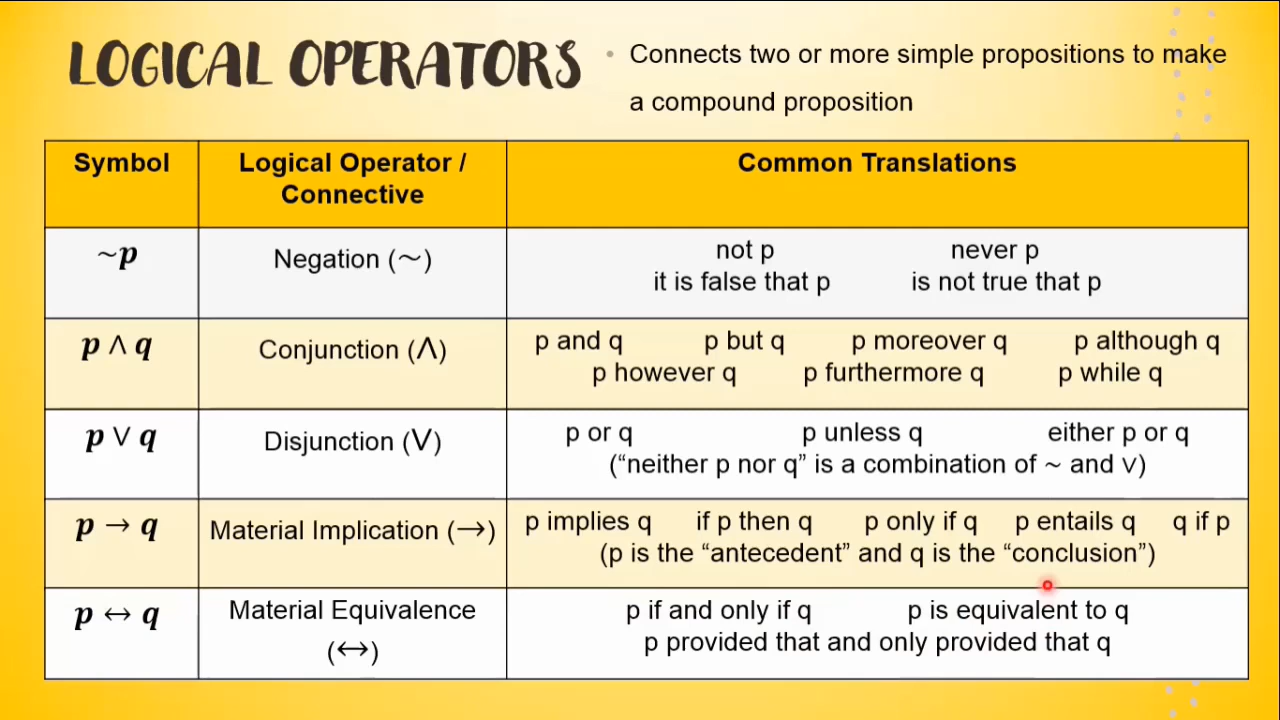 LOGICAL OPERATORS
• Connects two or more simple propositions to make
a compound proposition
Symbol
Logical Operator /
Connective
Common Translations
~p
Negation (~)
not p never p
it is false that p is not true that p
p ∧ q
Conjunction (∧)
p and q p but q p moreover q p although q
p however q p furthermore q p while q
p ∨ q
Disjunction (∨)
p or q p unless q either p or q
(“neither p nor q” is a combination of ~ and ∨)
p → q
Material Implication (→)
p implies q if p then q p only if q p entails q q if p
(p is the “antecedent” and q is the “conclusion”)
p ↔ q
Material Equivalence
(↔)
p if and only if q p is equivalent to q
p provided that and only provided that q